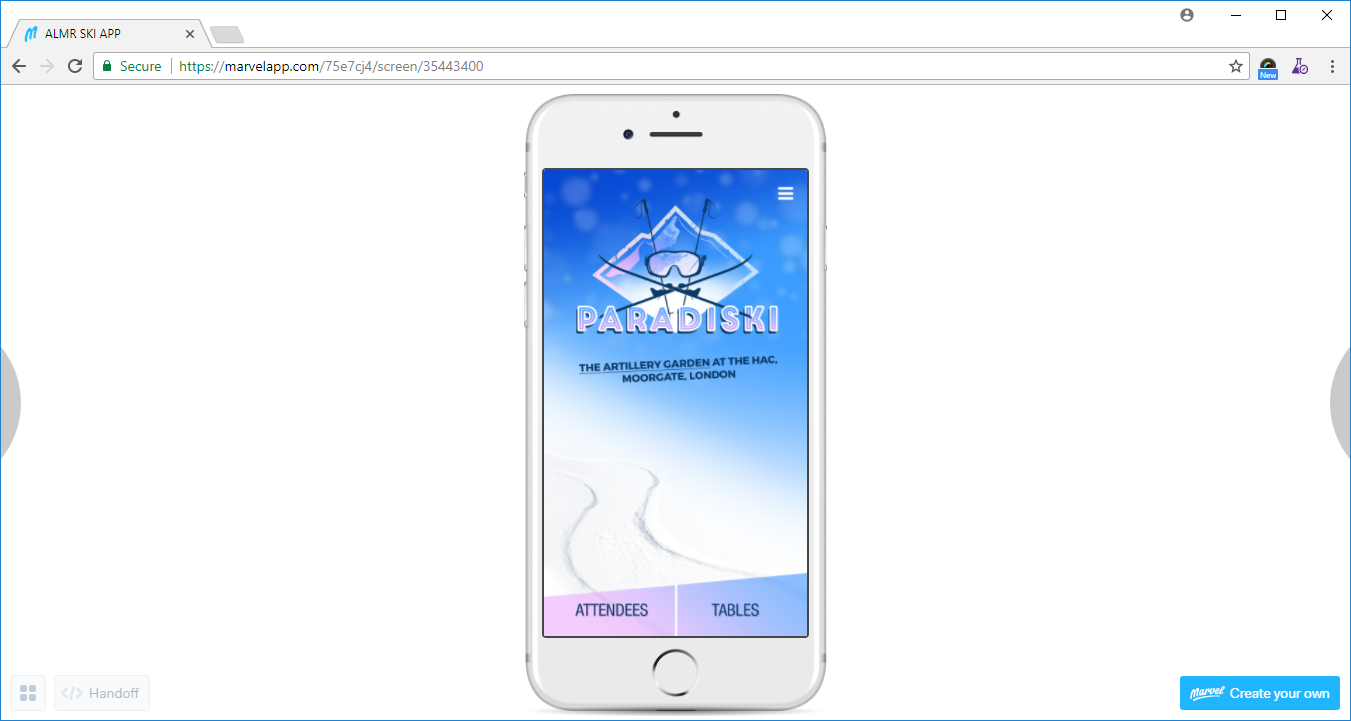 ALMR SKI APP
Secure https://marvelapp.com/75e7cj4/screen/35443400
New
PARADISKI
THE ARTILLERY GARDEN AT THE HAC.
MOORGATE, LONDON
ATTENDEES TABLES
</> Handoff
Marvel Create your own